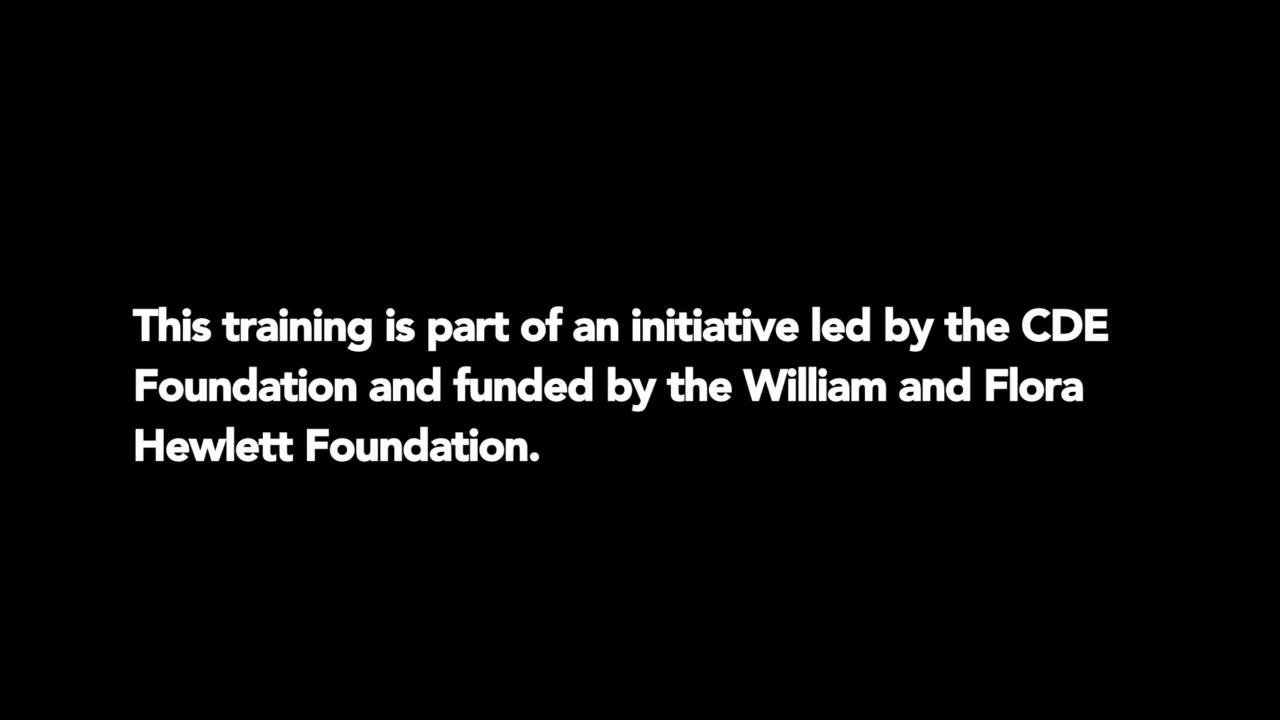 This training is part of an initiative led by the CDE
Foundation and funded by the William and Flora
Hewlett Foundation.